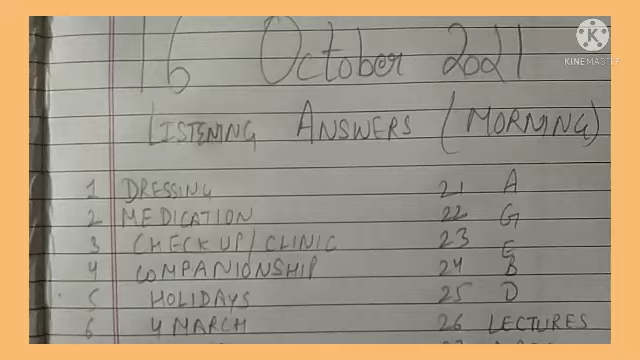 16 October 2021
KINEMASTER
LISTENING ANSWERS (MORNING)
1 DRESSING 21 A
2 MEDICATION 22 G
3 CHECK UP/CLINIC 23 E
4 COMPANIONSHIP 24 B
5 HOLIDAYS 25 D
6 4 MARCH 26 LECTURES